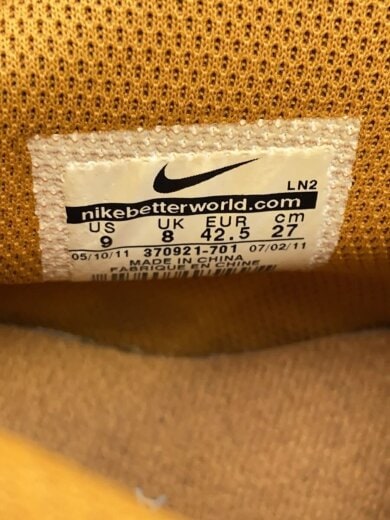 LN2
nikebetterworld.com
US UK EUR cm
9 8 42.5 27
05/10/11 370921-701 07/02/11
MADE IN CHINA
FABRIQUE EN CHINE